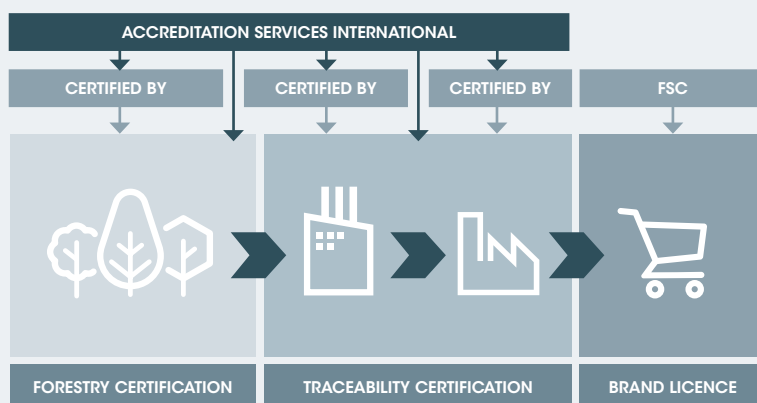 ACCREDITATION SERVICES INTERNATIONAL
CERTIFIED BY
CERTIFIED BY
CERTIFIED BY
FSC
FORESTRY CERTIFICATION
TRACEABILITY CERTIFICATION
BRAND LICENCE